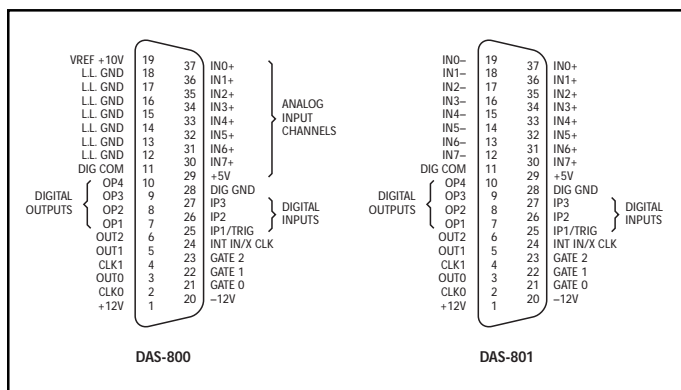 VREF +10V 19
L.L. GND 18
L.L. GND 17
L.L. GND 16
L.L. GND 15
L.L. GND 14
L.L. GND 13
L.L. GND 12
DIG COM 11
DIGITAL OUTPUTS
OP4 10
OP3 9
OP2 8
OP1 7
OUT2 6
OUT1 5
CLK1 4
OUT0 3
CLK0 2
+12V 1
37 IN0+
36 IN1+
35 IN2+
34 IN3+
33 IN4+
32 IN5+
31 IN6+
30 IN7+
29 +5V
ANALOG
INPUT
CHANNELS
28 DIG GND
27 IP3
26 IP2
25 IP1/TRIG
DIGITAL
INPUTS
24 INT IN/X CLK
23 GATE 2
22 GATE 1
21 GATE 0
20 –12V
DAS-800
IN0– 19
IN1– 18
IN2– 17
IN3– 16
IN4– 15
IN5– 14
IN6– 13
IN7– 12
DIG COM 11
DIGITAL OUTPUTS
OP4 10
OP3 9
OP2 8
OP1 7
OUT2 6
OUT1 5
CLK1 4
OUT0 3
CLK0 2
+12V 1
37 IN0+
36 IN1+
35 IN2+
34 IN3+
33 IN4+
32 IN5+
31 IN6+
30 IN7+
29 +5V
28 DIG GND
27 IP3
26 IP2
25 IP1/TRIG
DIGITAL
INPUTS
24 INT IN/X CLK
23 GATE 2
22 GATE 1
21 GATE 0
20 –12V
DAS-801